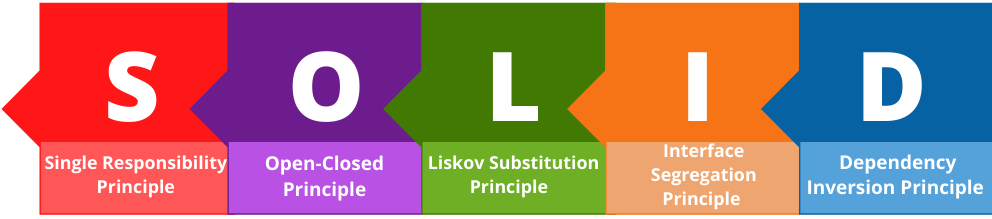 S O L I D
Single Responsibility
Principle
Open-Closed
Principle
Liskov Substitution
Principle
Interface
Segregation
Principle
Dependency
Inversion Principle